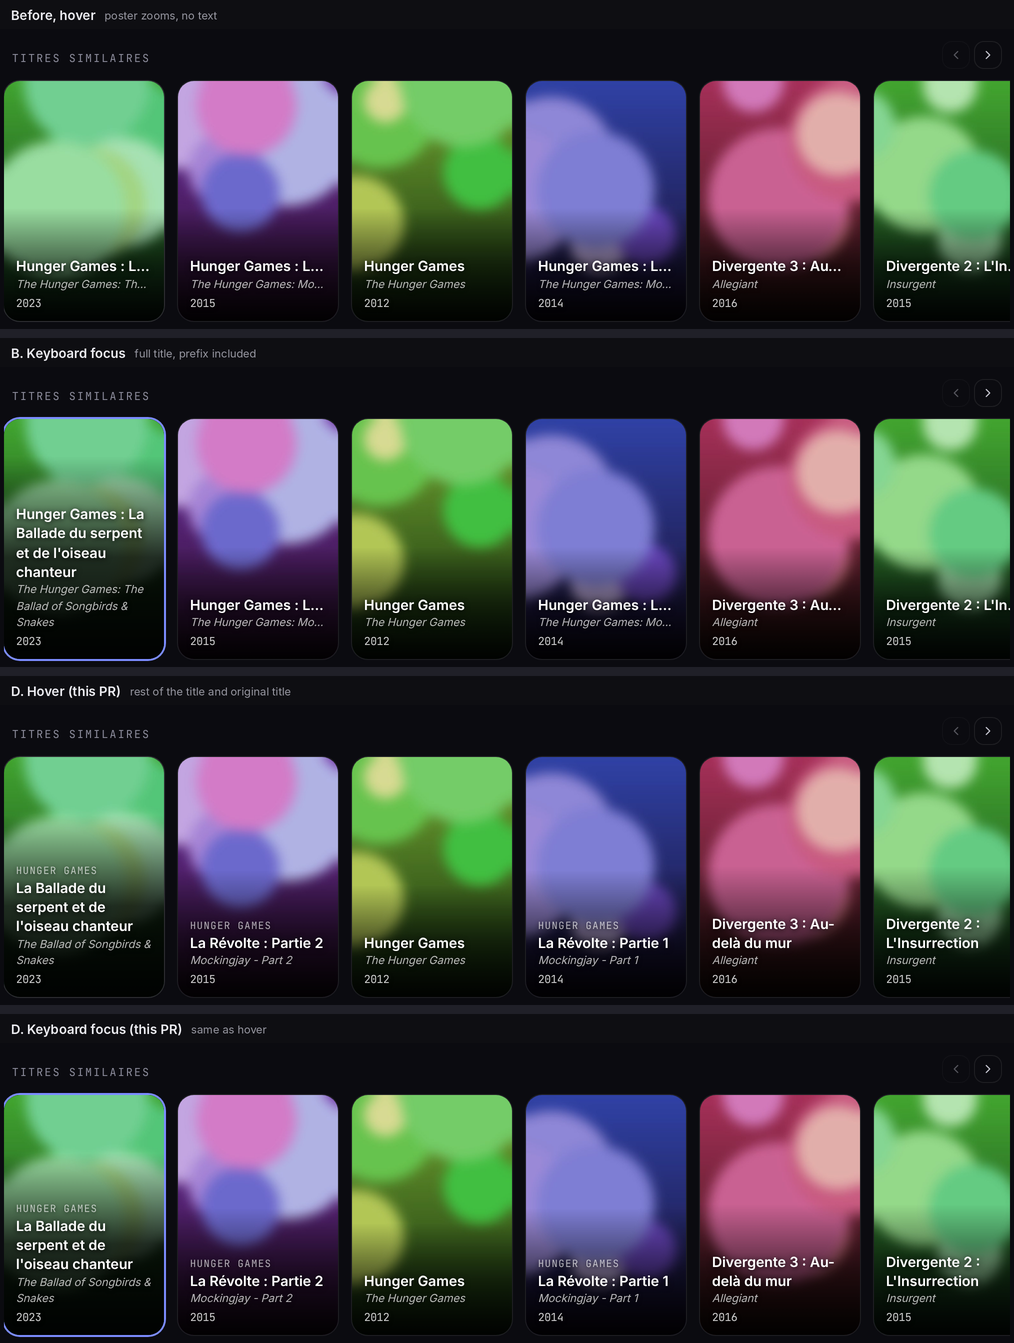 Before, hover poster zooms, no text
TITRES SIMILAIRES
Hunger Games : L...
The Hunger Games: Th...
2023
Hunger Games : L...
The Hunger Games: Mo...
2015
Hunger Games
The Hunger Games
2012
Hunger Games : L...
The Hunger Games: Mo...
2014
Divergente 3 : Au...
Allegiant
2016
Divergente 2 : L'In.
Insurgent
2015
B. Keyboard focus full title, prefix included
TITRES SIMILAIRES
Hunger Games : La
Ballade du serpent
et de l'oiseau
chanteur
The Hunger Games: The
Ballad of Songbirds &
Snakes
2023
Hunger Games : L...
The Hunger Games: Mo...
2015
Hunger Games
The Hunger Games
2012
Hunger Games : L...
The Hunger Games: Mo...
2014
Divergente 3 : Au...
Allegiant
2016
Divergente 2 : L'In.
Insurgent
2015
D. Hover (this PR) rest of the title and original title
TITRES SIMILAIRES
HUNGER GAMES
La Ballade du
serpent et de
l'oiseau chanteur
The Ballad of Songbirds &
Snakes
2023
HUNGER GAMES
La Révolte : Partie 2
Mockingjay - Part 2
2015
Hunger Games
The Hunger Games
2012
HUNGER GAMES
La Révolte : Partie 1
Mockingjay - Part 1
2014
Divergente 3 : Au-
delà du mur
Allegiant
2016
Divergente 2 :
L'Insurrection
Insurgent
2015
D. Keyboard focus (this PR) same as hover
TITRES SIMILAIRES
HUNGER GAMES
La Ballade du
serpent et de
l'oiseau chanteur
The Ballad of Songbirds &
Snakes
2023
HUNGER GAMES
La Révolte : Partie 2
Mockingjay - Part 2
2015
Hunger Games
The Hunger Games
2012
HUNGER GAMES
La Révolte : Partie 1
Mockingjay - Part 1
2014
Divergente 3 : Au-
delà du mur
Allegiant
2016
Divergente 2 :
L'Insurrection
Insurgent
2015